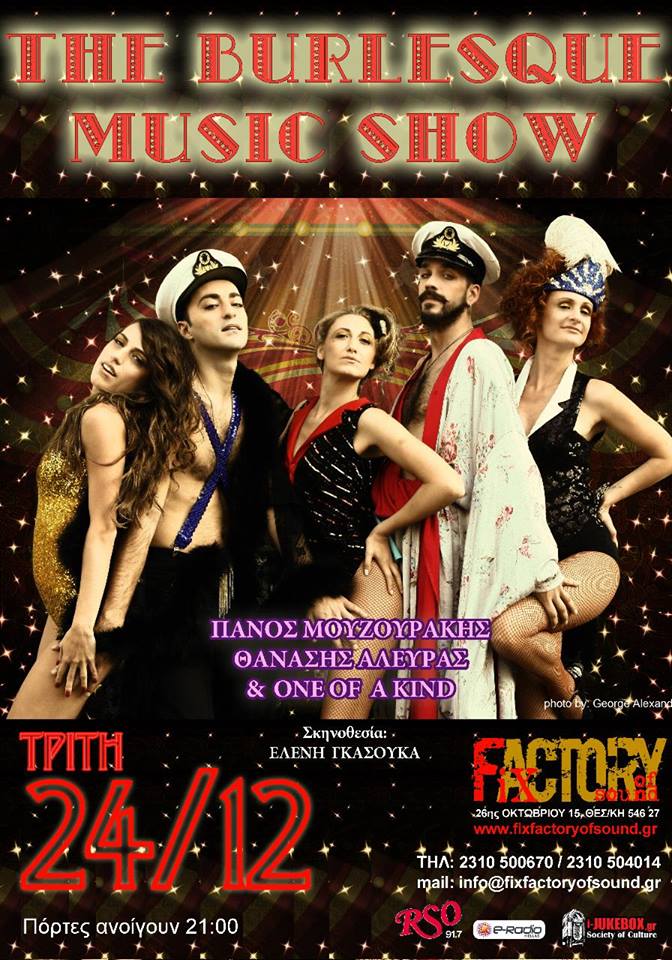 THE BURLESQUE
MUSIC SHOW
ΠΑΝΟΣ ΜΟΥΖΟΥΡΑΚΗΣ
ΘΑΝΑΣΗΣ ΑΛΕΥΡΑΣ
& ONE OF A KIND
photo by: George Alexand
Σκηνοθεσία:
ΕΛΕΝΗ ΓΚΑΣΟΥΚΑ
ΤΡΙΤΗ
24/12
Πόρτες ανοίγουν 21:00
FiX FACTORY
of
sound
26ης ΟΚΤΩΒΡΙΟΥ 15, ΘΕΣ/ΚΗ 546 27
www.fixfactoryofsound.gr
ΤΗΛ: 2310 500670 / 2310 504014
mail: info@fixfactoryofsound.gr
RSO
91.7
e-Radio
HELLAS
i-JUKEBOX.gr
Society of Culture